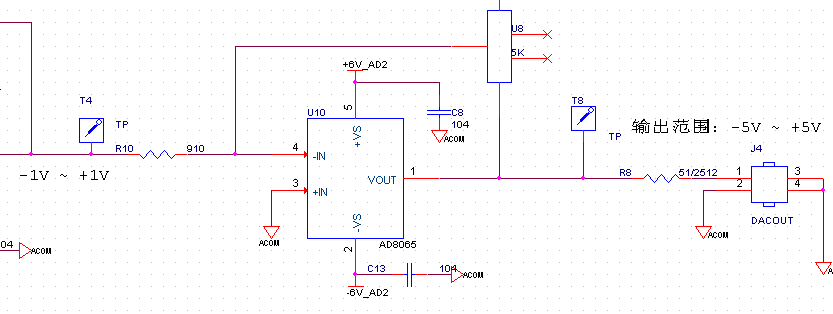 U8
5K
+6V_AD2
T4
TP
U10
5
+VS
C8
104
ACOM
T8
TP
输出范围: -5V ~ +5V
R10
910
4
-IN
-1V ~ +1V
3
+IN
VOUT
1
R8
51/2512
J4
1
2
3
4
DACOUT
ACOM
-VS
2
AD8065
ACOM
04
ACOM
C13
104
ACOM
-6V_AD2
A